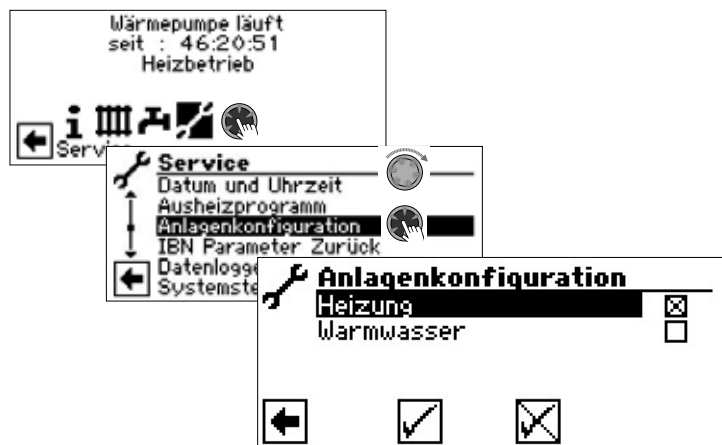 Wärmepumpe läuft
seit : 46:20:51
Heizbetrieb
Service
Datum und Uhrzeit
Ausheizprogramm
Anlagenkonfiguration
IBN Parameter Zurück
Anlagenkonfiguration
Heizung
Warmwasser